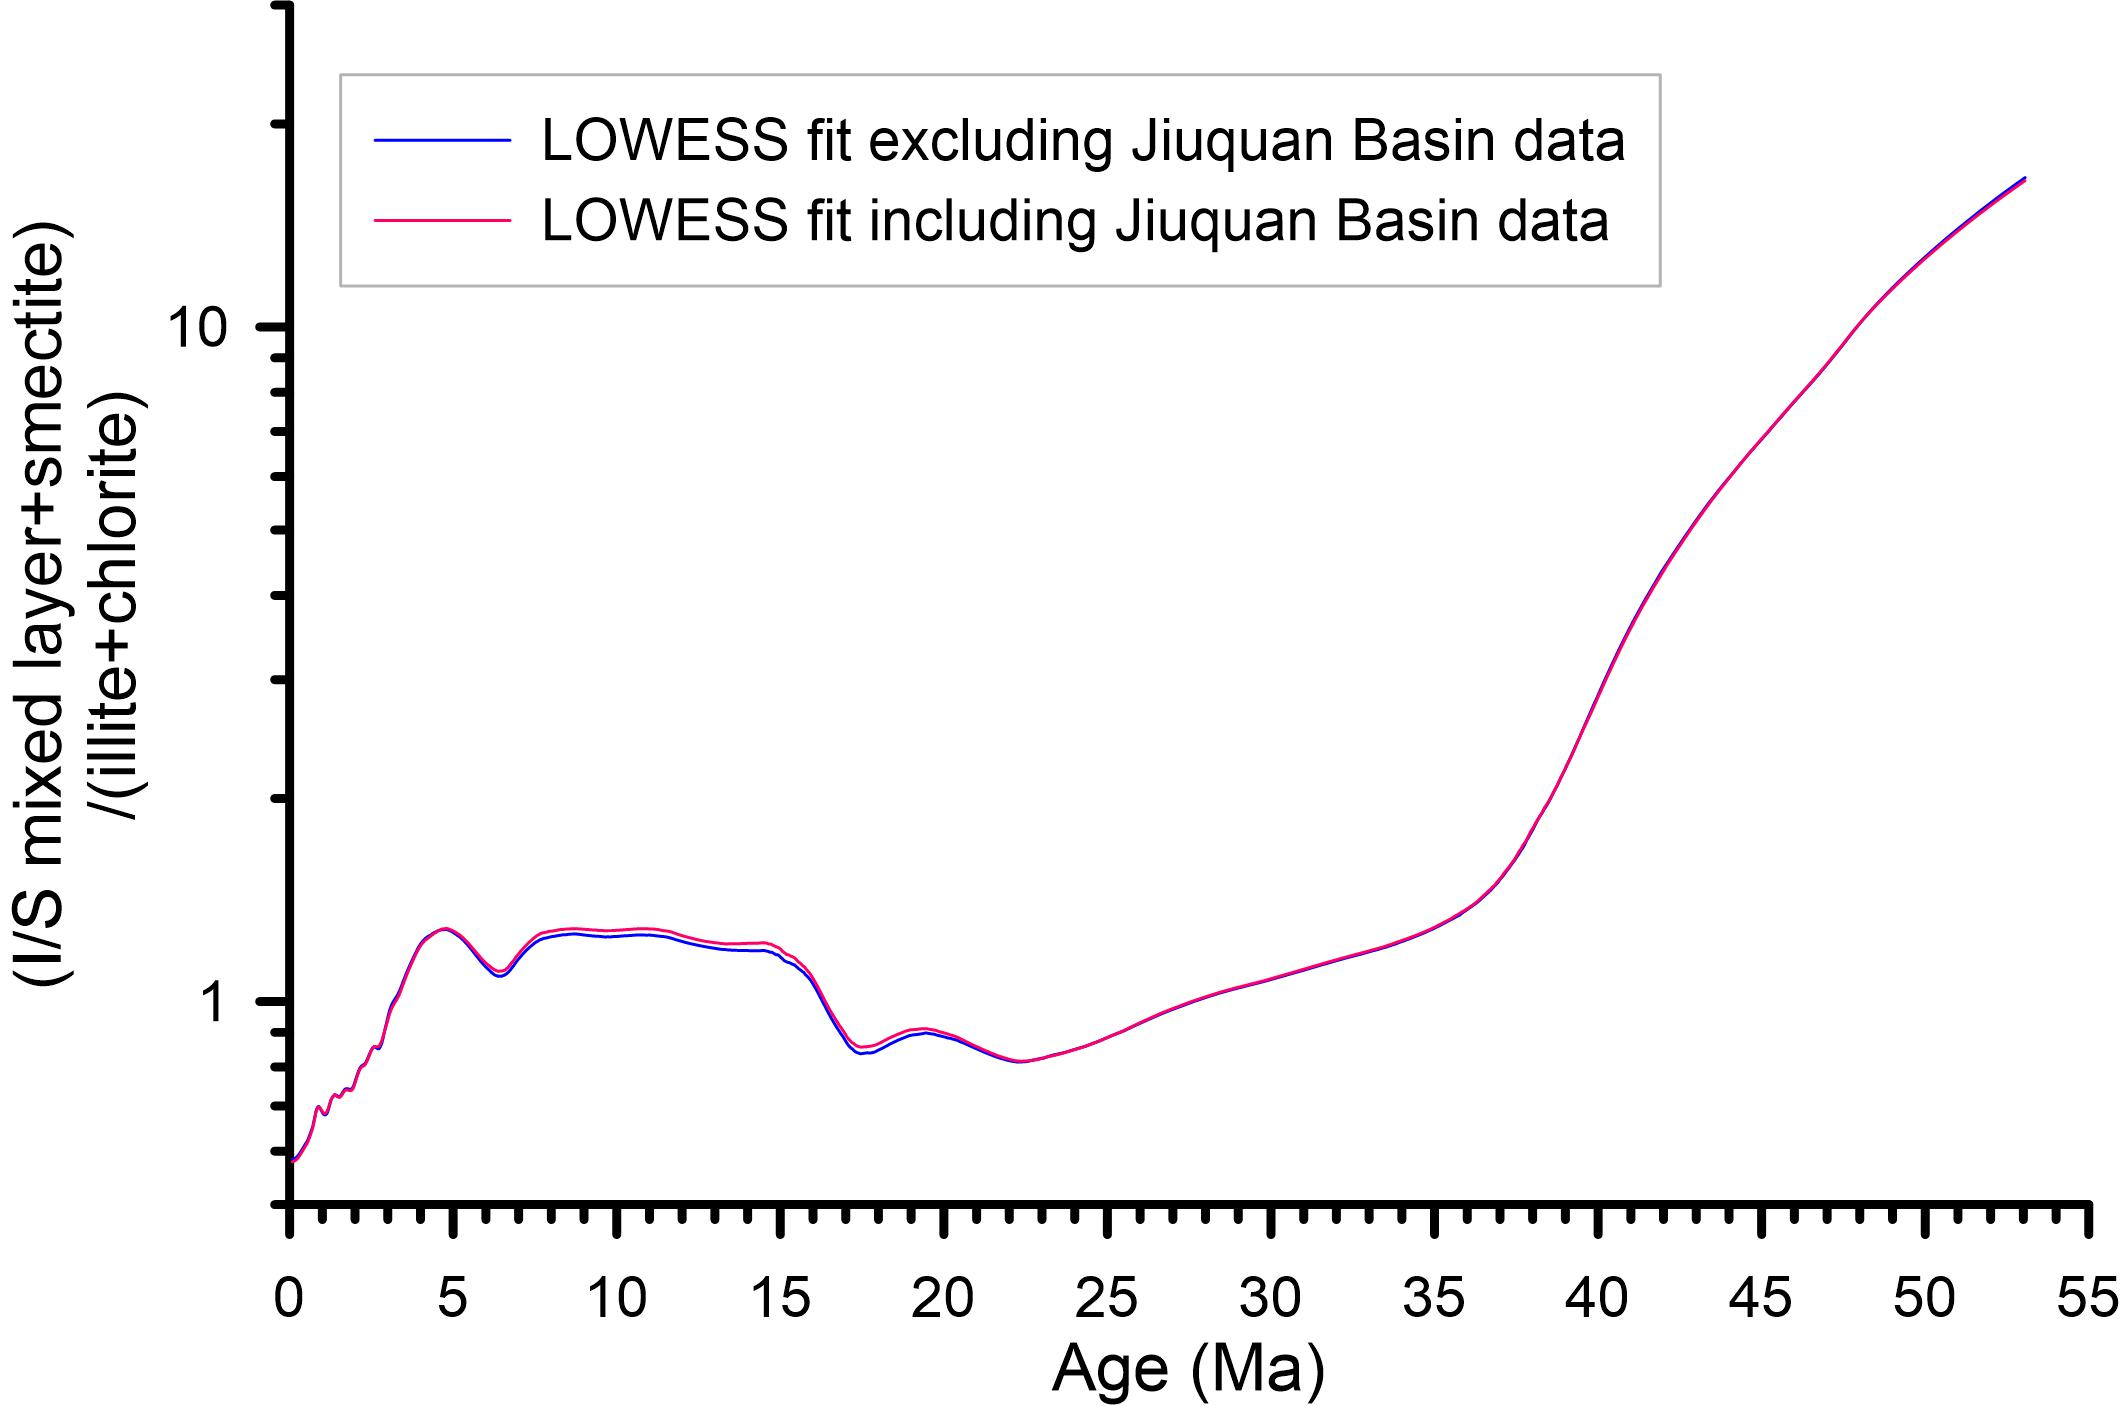 LOWESS fit excluding Jiuquan Basin data
LOWESS fit including Jiuquan Basin data
(I/S mixed layer+smectite)
/(illite+chlorite)
10
1
0 5 10 15 20 25 30 35 40 45 50 55
Age (Ma)